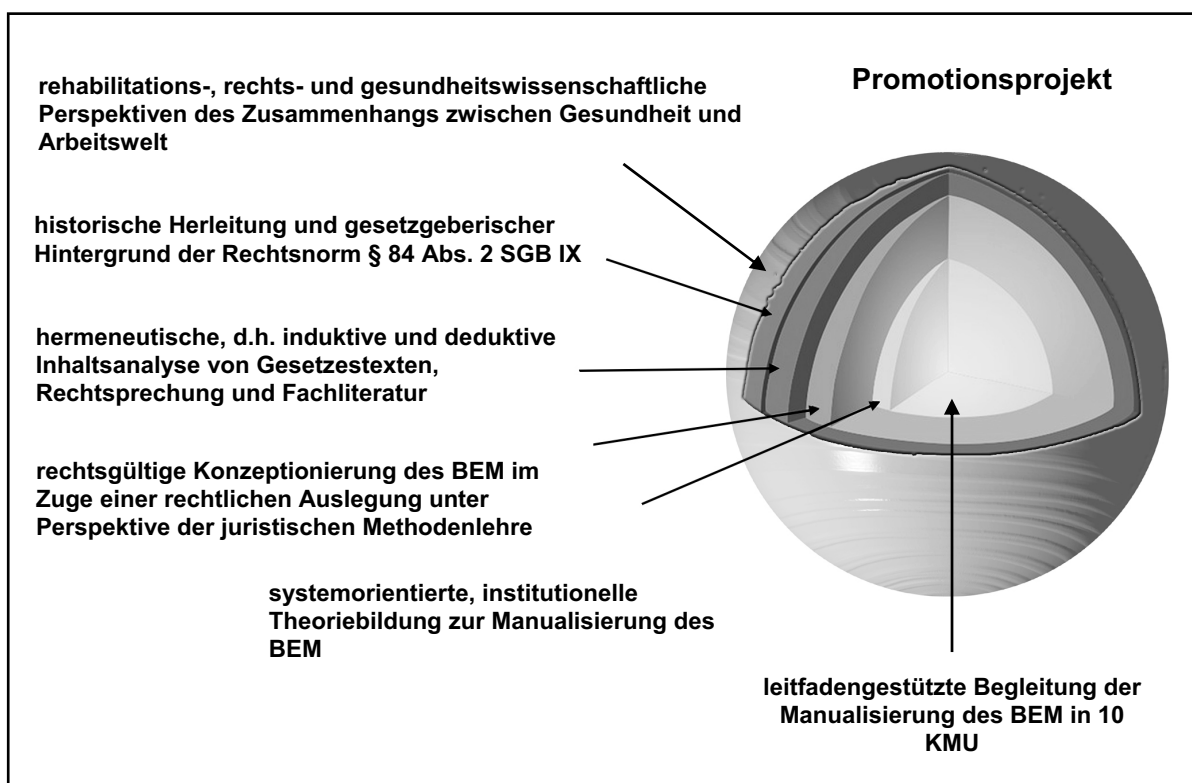 Promotionsprojekt
rehabilitations-, rechts- und gesundheitswissenschaftliche
Perspektiven des Zusammenhangs zwischen Gesundheit und
Arbeitswelt
historische Herleitung und gesetzgeberischer
Hintergrund der Rechtsnorm § 84 Abs. 2 SGB IX
hermeneutische, d.h. induktive und deduktive
Inhaltsanalyse von Gesetzestexten,
Rechtsprechung und Fachliteratur
rechtsgültige Konzeptionierung des BEM im
Zuge einer rechtlichen Auslegung unter
Perspektive der juristischen Methodenlehre
systemorientierte, institutionelle
Theoriebildung zur Manualisierung des
BEM
leitfadengestützte Begleitung der
Manualisierung des BEM in 10
KMU